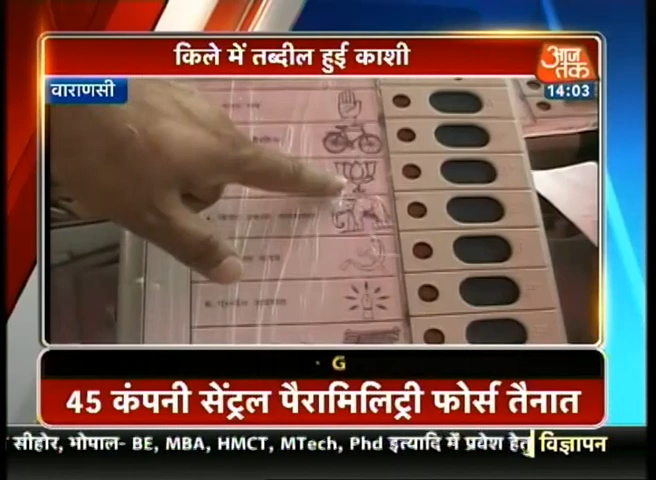 किले में तब्दील हुई काशी
आज तक
14:03
वाराणसी
G
45 कंपनी सेंट्रल पैरामिलिट्री फोर्स तैनात
सीहोर, भोपाल- BE, MBA, HMCT, MTech, Phd इत्यादि में प्रवेश हेतु विज्ञापन